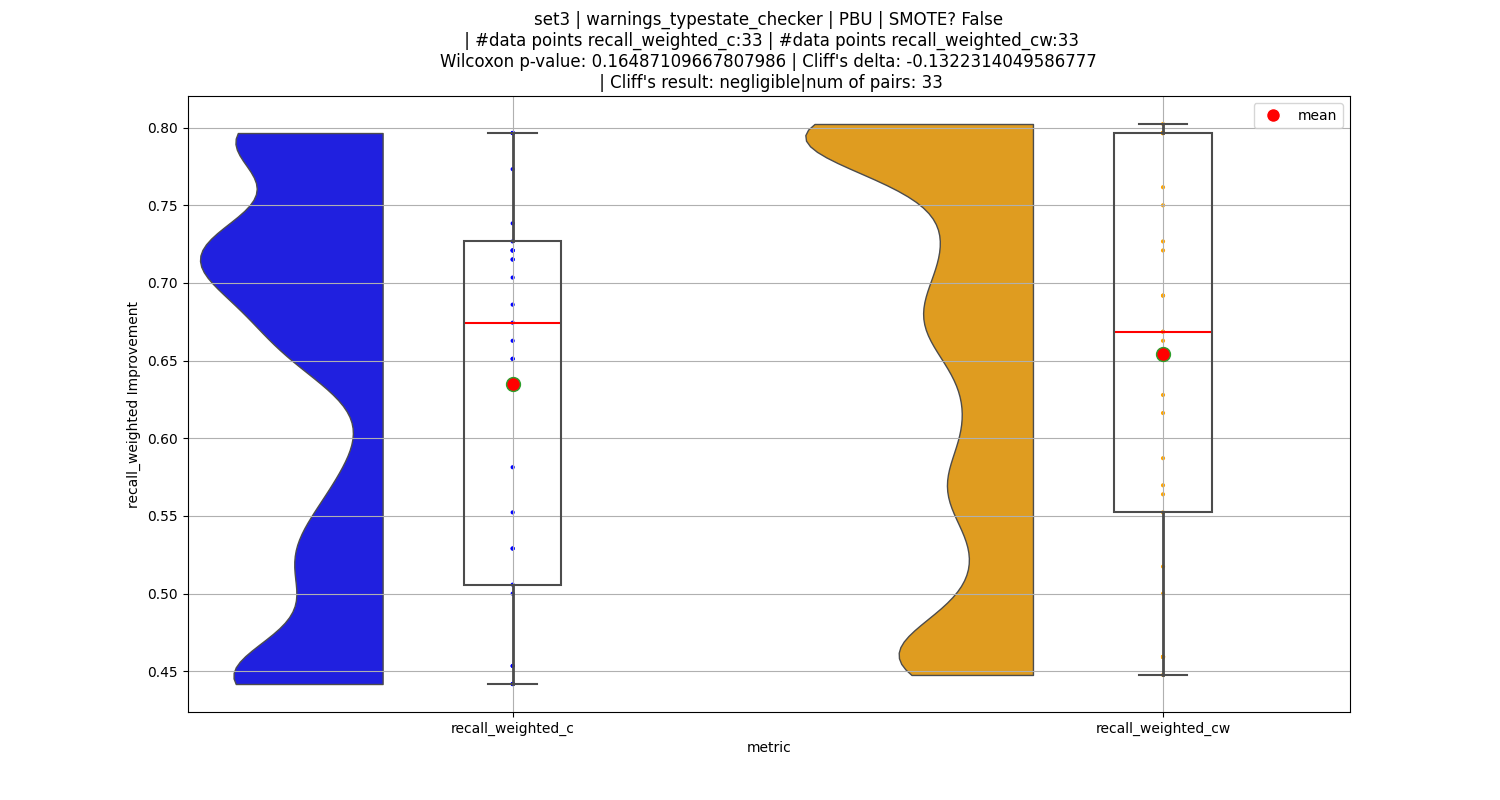 set3 | warnings_typestate_checker | PBU | SMOTE? False
| #data points recall_weighted_c:33 | #data points recall_weighted_cw:33
Wilcoxon p-value: 0.16487109667807986 | Cliff's delta: -0.1322314049586777
| Cliff's result: negligible|num of pairs: 33
mean
0.80
0.75
0.70
0.65
0.60
0.55
0.50
0.45
recall_weighted Improvement
recall_weighted_c
recall_weighted_cw
metric